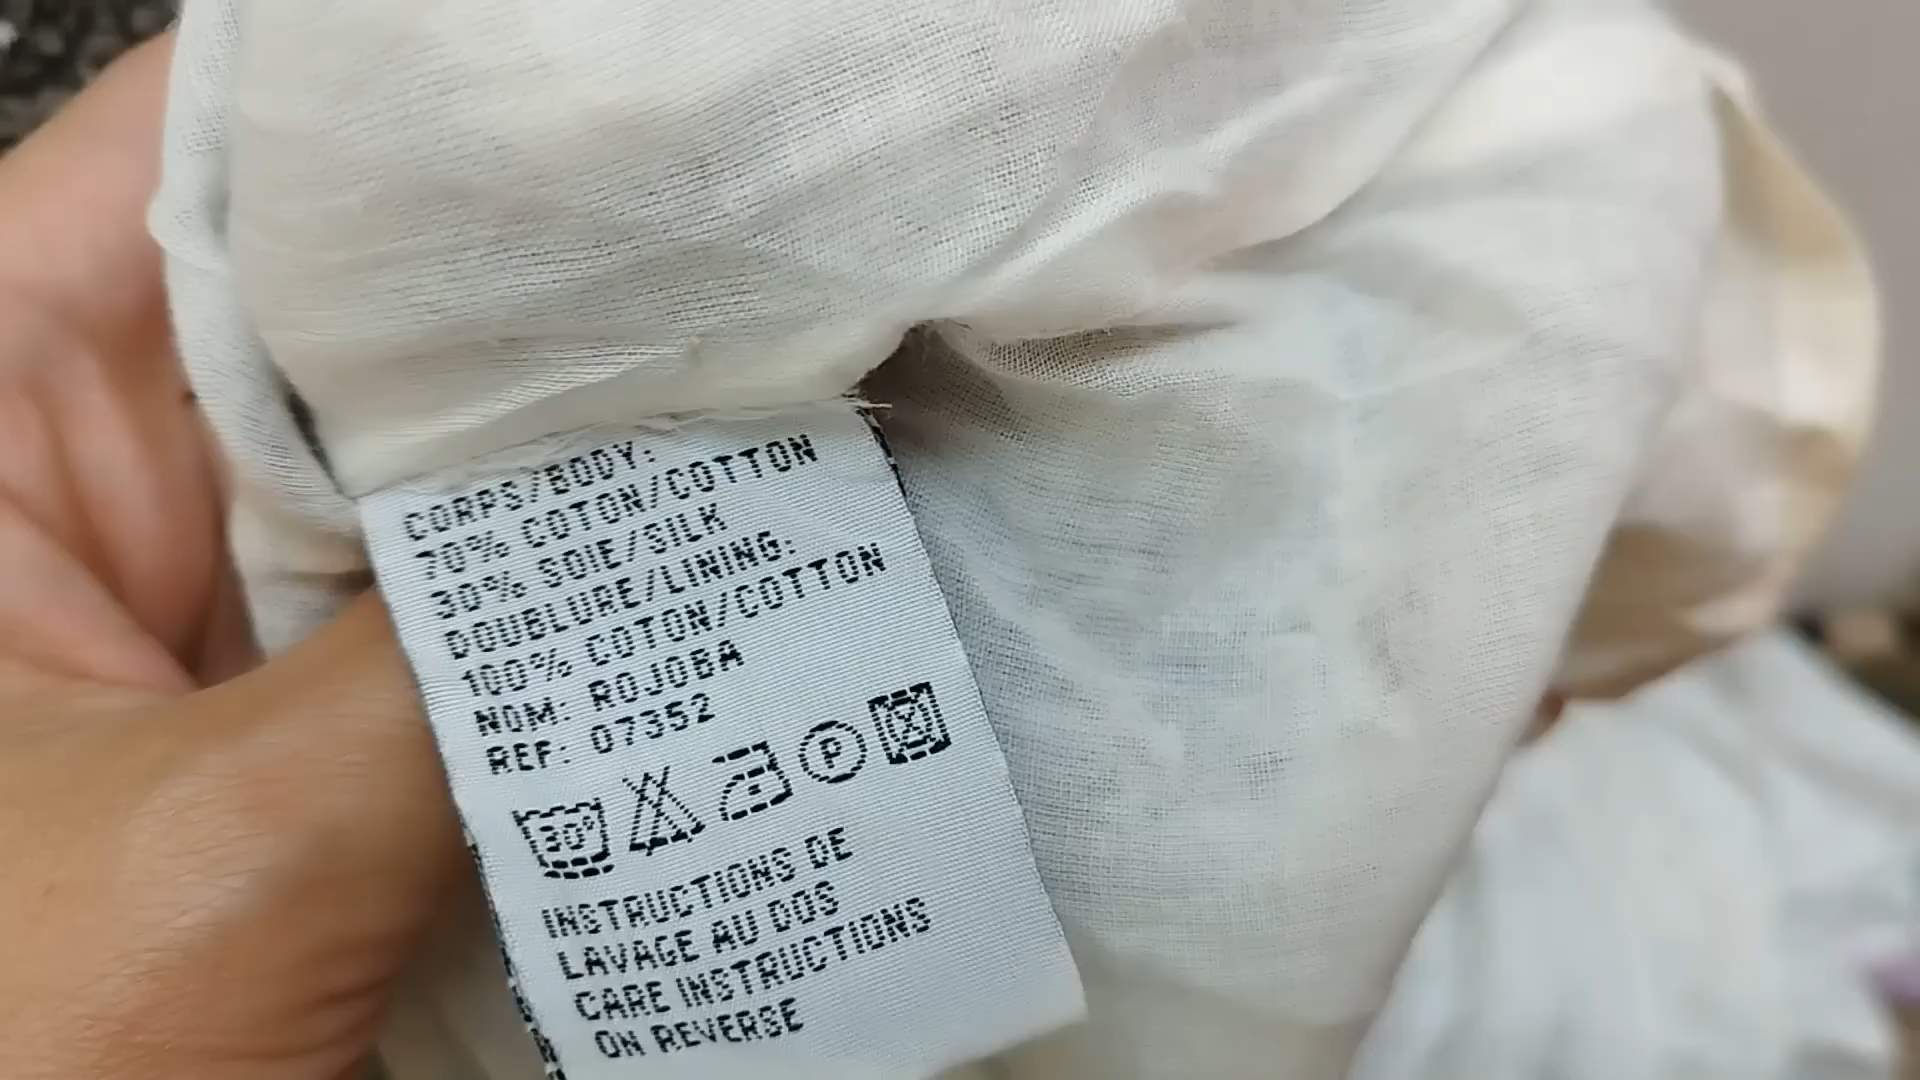 CORPS/BODY:
70% COTON/COTTON
30% SOIE/SILK
DOUBLURE/LINING:
100% COTON/COTTON
NOM: ROJOBA
REF: 07352
30° P
INSTRUCTIONS DE
LAVAGE AU DOS
CARE INSTRUCTIONS
ON REVERSE